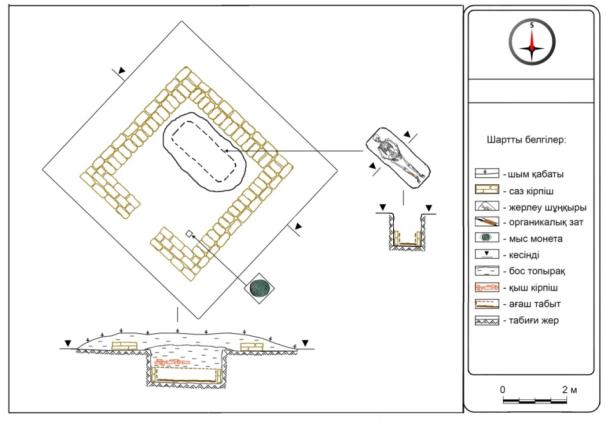 S
Шартты белгілер:
- шым қабаты
- саз кірпіш
- жерлеу шұңқыры
- органикалық зат
- мыс монета
- кесінді
- бос топырақ
- қыш кірпіш
- ағаш табыт
- табиғи жер
0 2 м